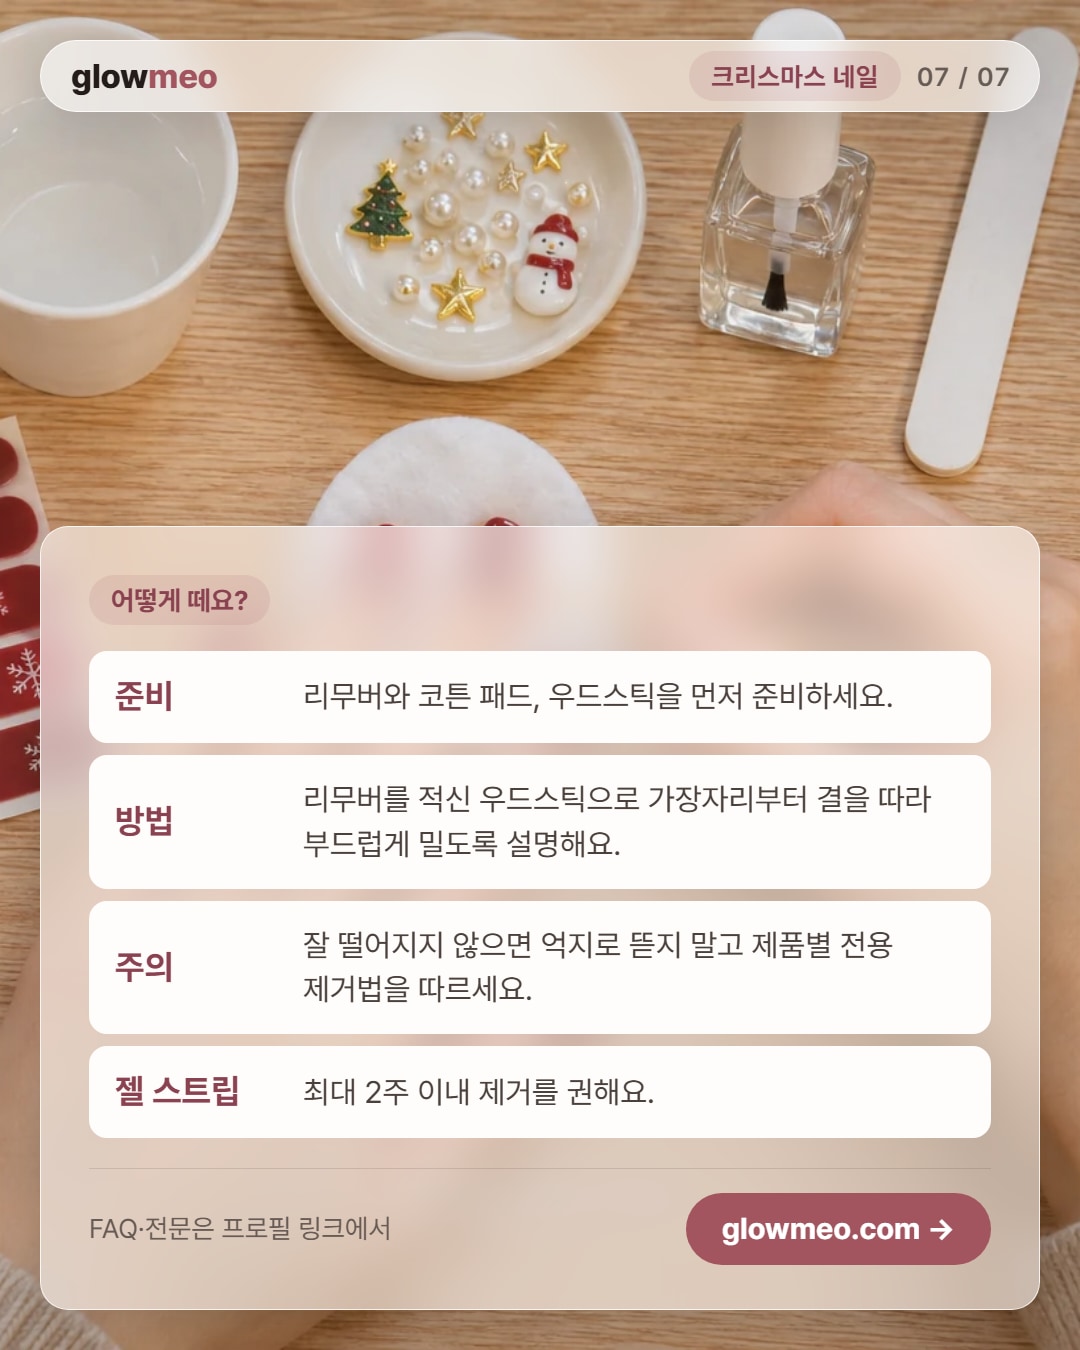 glowmeo
크리스마스 네일
07 / 07
어떻게 떼요?
준비
리무버와 코튼 패드, 우드스틱을 먼저 준비하세요.
방법
리무버를 적신 우드스틱으로 가장자리부터 결을 따라
부드럽게 밀도록 설명해요.
주의
잘 떨어지지 않으면 억지로 뜯지 말고 제품별 전용
제거법을 따르세요.
젤 스트립
최대 2주 이내 제거를 권해요.
FAQ·전문은 프로필 링크에서
glowmeo.com →